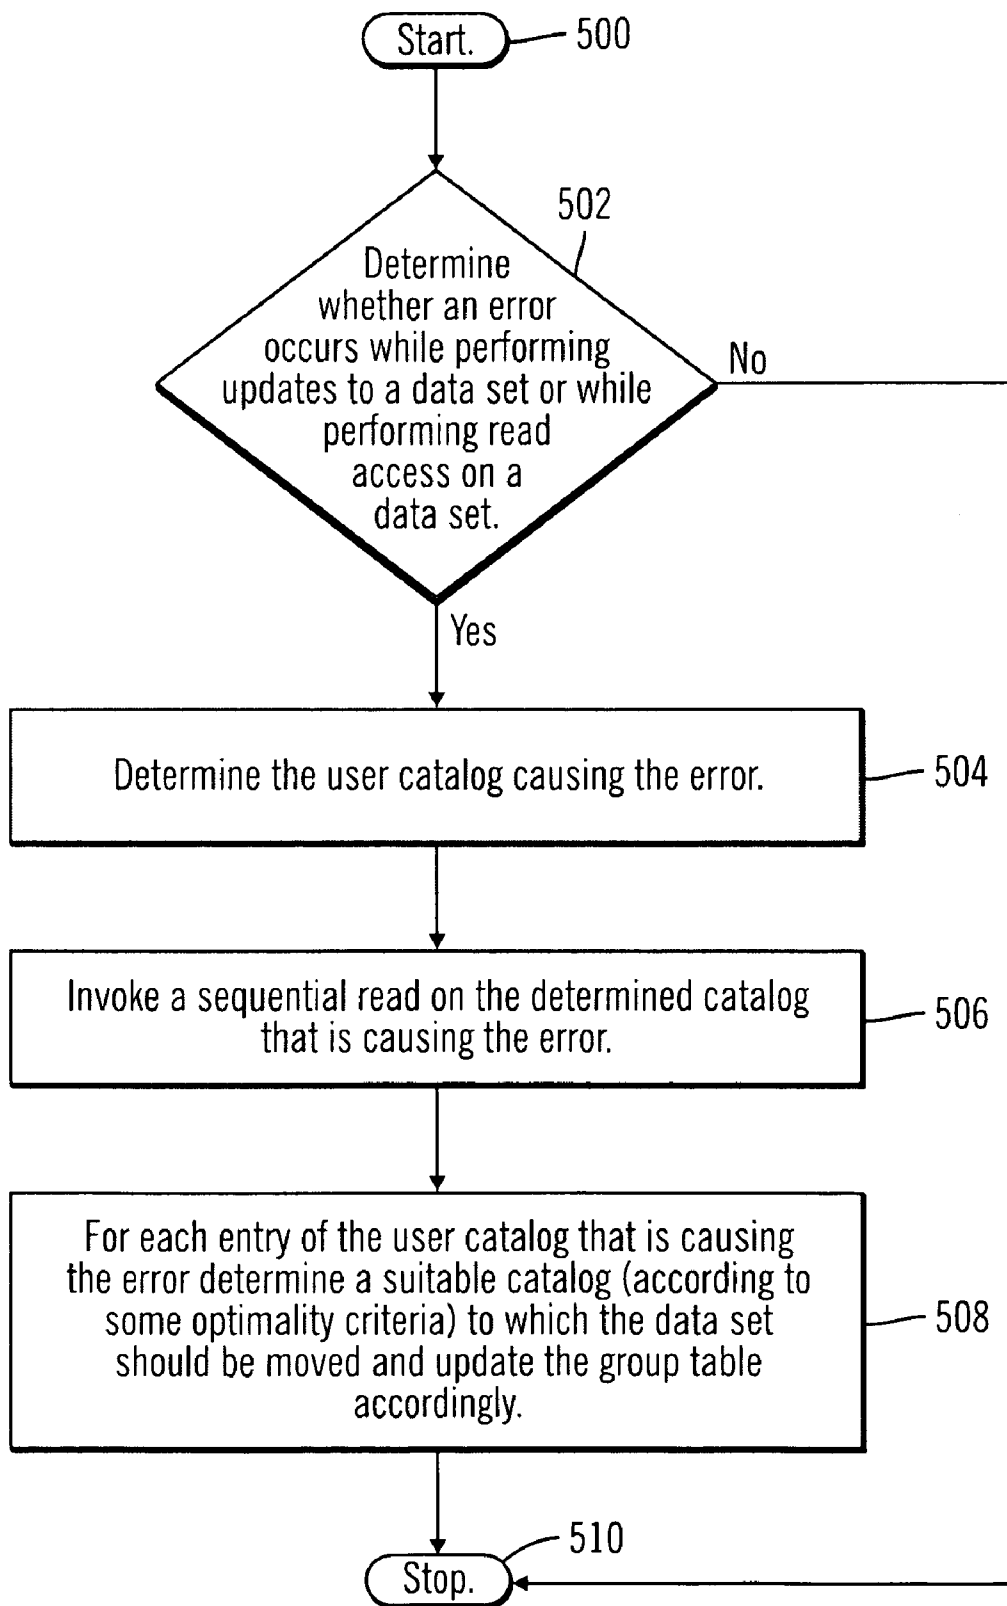 Start.
500
502
Determine
whether an error
occurs while performing
updates to a data set or while
performing read
access on a
data set.
No
Yes
Determine the user catalog causing the error.
504
Invoke a sequential read on the determined catalog
that is causing the error.
506
For each entry of the user catalog that is causing
the error determine a suitable catalog (according to
some optimality criteria) to which the data set
should be moved and update the group table
accordingly.
508
510
Stop.